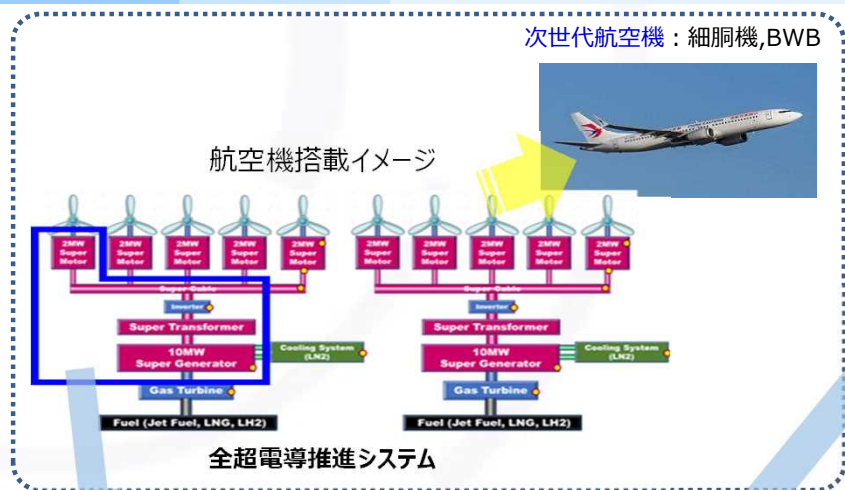 次世代航空機：細胴機,BWB
航空機搭載イメージ
2MW Super Motor
2MW Super Motor
2MW Super Motor
2MW Super Motor
2MW Super Motor
2MW Super Motor
2MW Super Motor
2MW Super Motor
2MW Super Motor
2MW Super Motor
Super Cable
Inverter
Inverter
Super Transformer
Super Transformer
10MW
Super Generator
Cooling System
(LN2)
10MW
Super Generator
Cooling System
(LN2)
Gas Turbine
Gas Turbine
Fuel (Jet Fuel, LNG, LH2)
Fuel (Jet Fuel, LNG, LH2)
全超電導推進システム